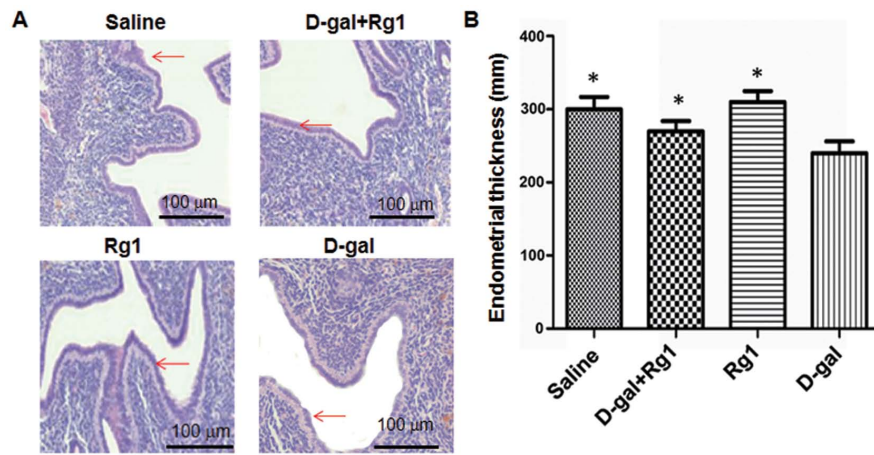 A
Saline
D-gal+Rg1
100 µm
100 µm
Rg1
D-gal
100 µm
100 µm
B
Endometrial thickness (mm)
400
300
200
100
0
*
*
*
Saline
D-gal+Rg1
Rg1
D-gal